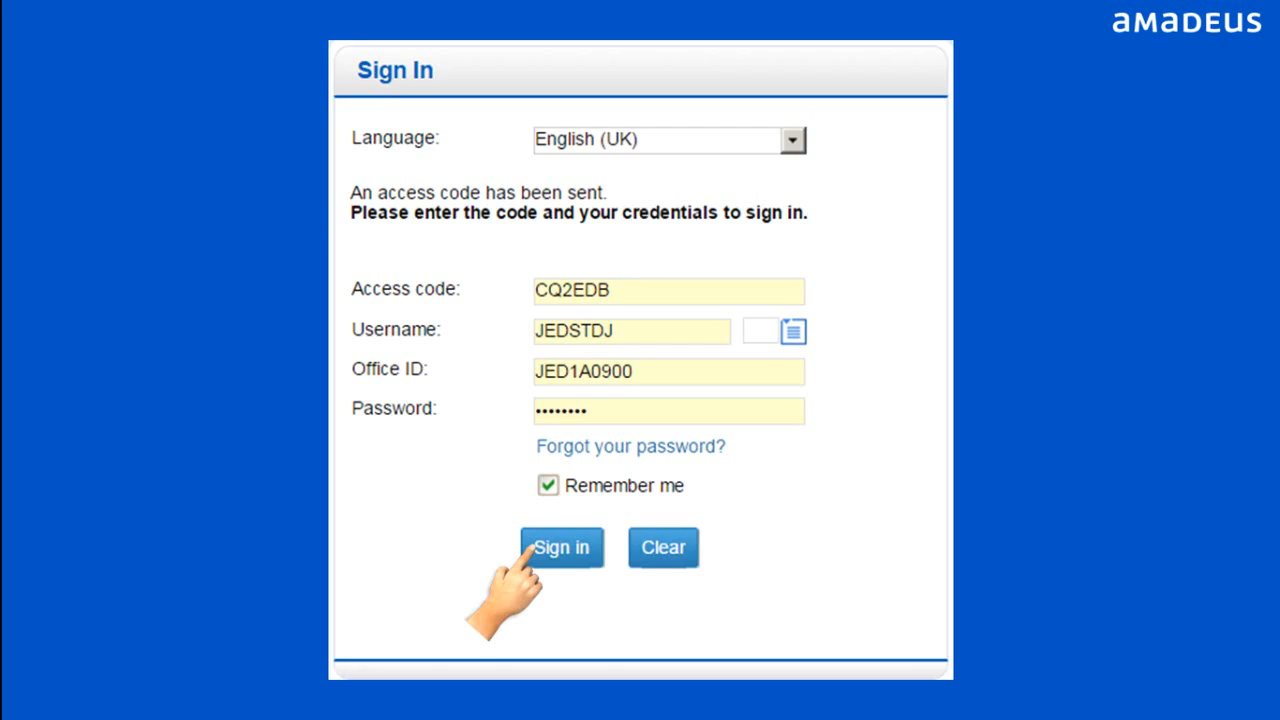 aMaDEUS
Sign In
Language: English (UK)
An access code has been sent.
Please enter the code and your credentials to sign in.
Access code: CQ2EDB
Username: JEDSTDJ
Office ID: JED1A0900
Password: ••••••••
Forgot your password?
Remember me
Sign in Clear